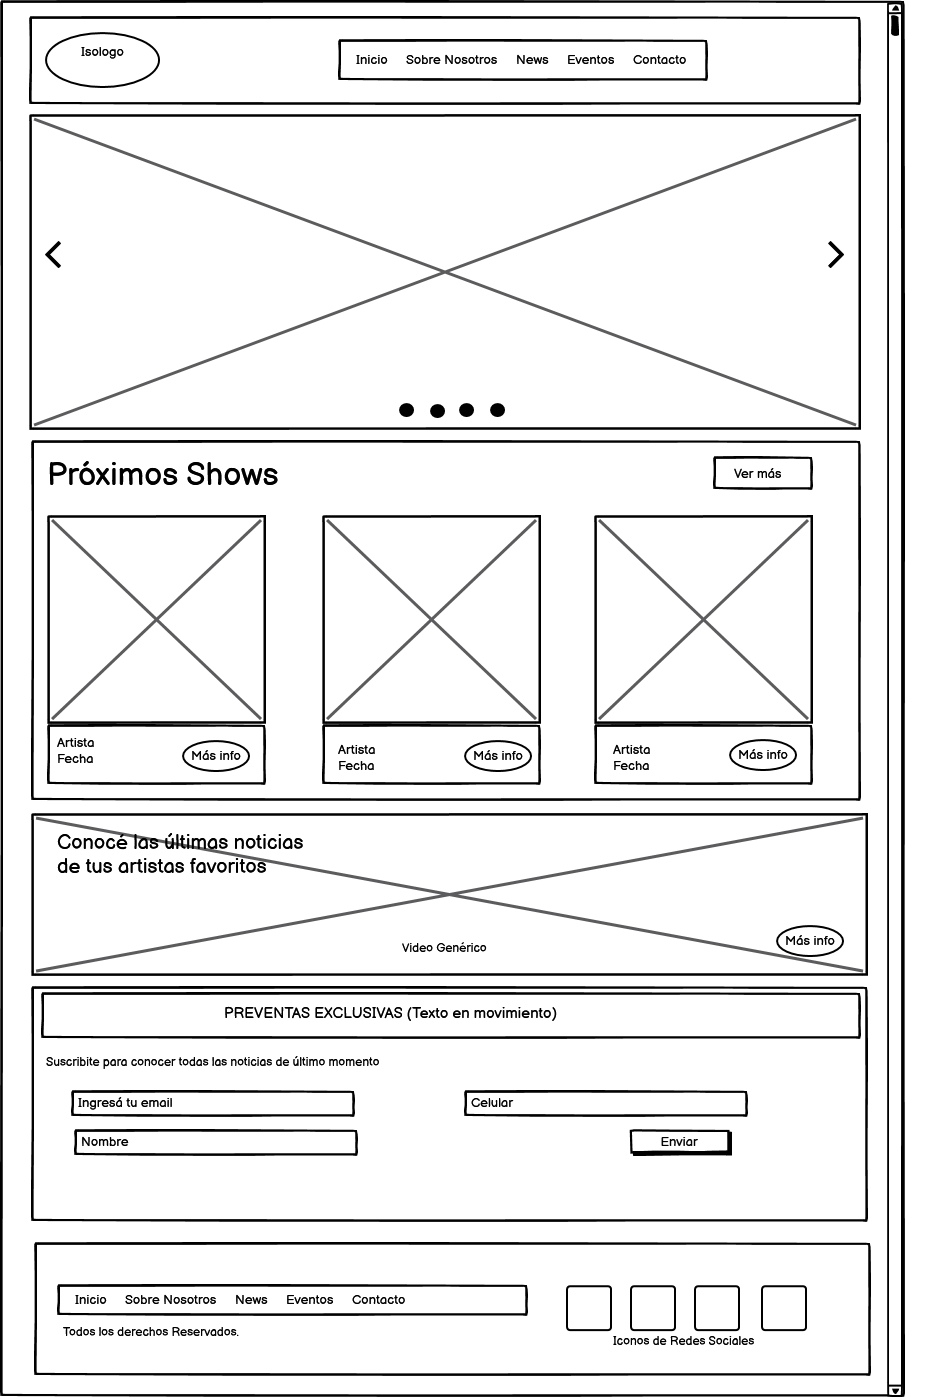 Isologo
Inicio Sobre Nosotros News Eventos Contacto
Próximos Shows
Ver más
Artista
Fecha
Más info
Artista
Fecha
Más info
Artista
Fecha
Más info
Conocé las últimas noticias
de tus artistas favoritos
Video Genérico
Más info
PREVENTAS EXCLUSIVAS (Texto en movimiento)
Suscribite para conocer todas las noticias de último momento
Ingresá tu email
Celular
Nombre
Enviar
Inicio Sobre Nosotros News Eventos Contacto
Todos los derechos Reservados.
Iconos de Redes Sociales